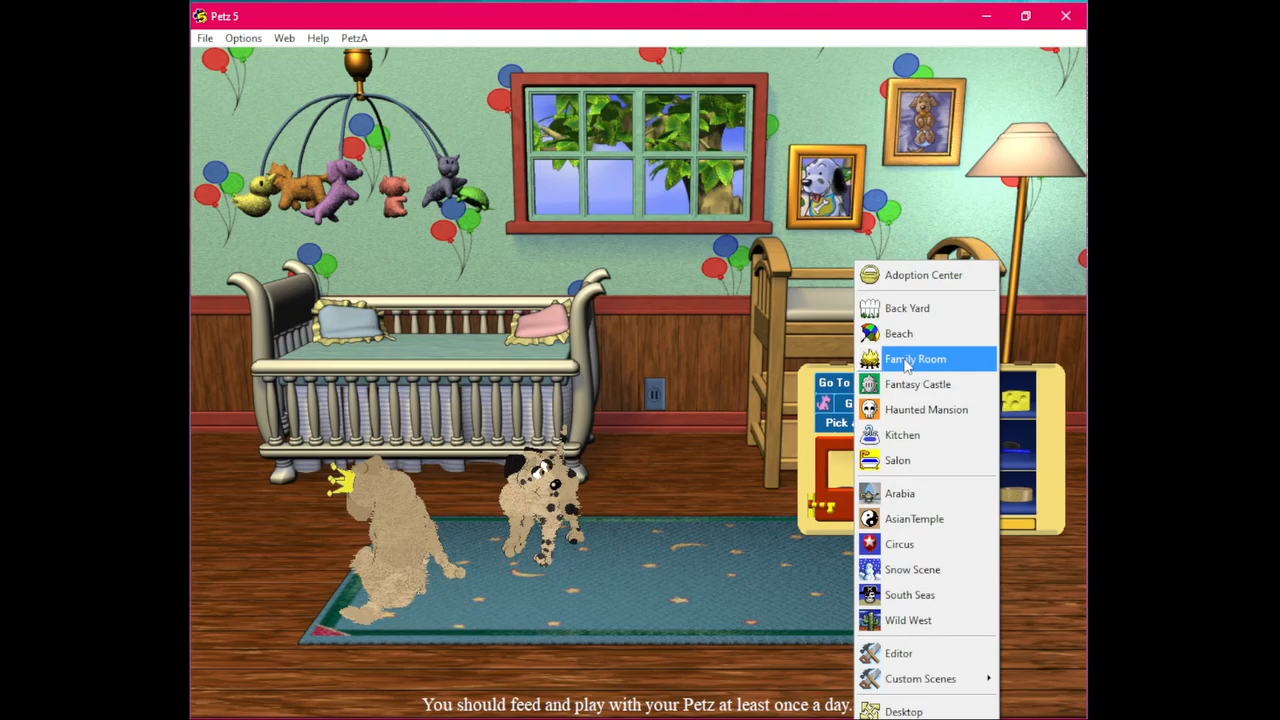 Petz 5
File Options Web Help PetzA
Adoption Center
Back Yard
Beach
Family Room
Fantasy Castle
Haunted Mansion
Kitchen
Salon
Arabia
AsianTemple
Circus
Snow Scene
South Seas
Wild West
Editor
Custom Scenes
Desktop
Go To
G
Pick
You should feed and play with your Petz at least once a day.